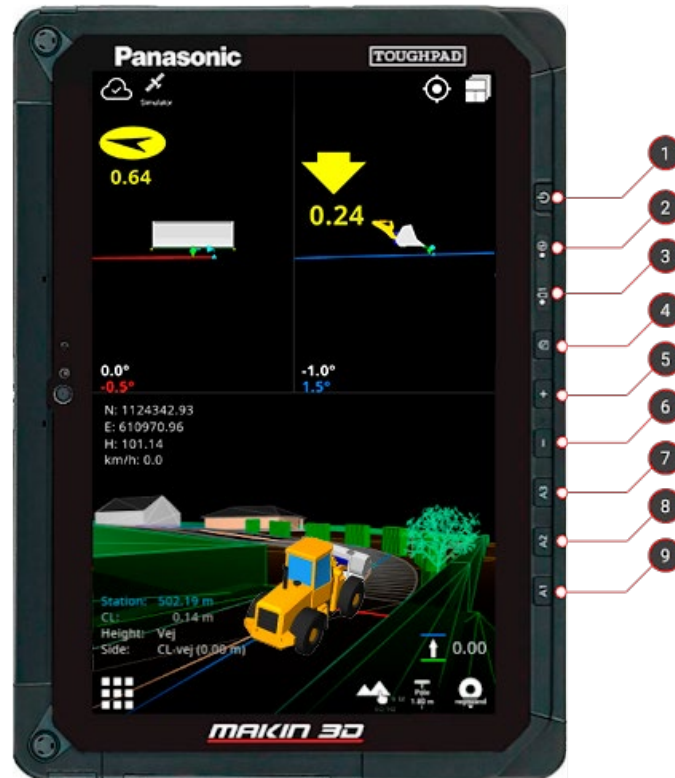 Panasonic
TOUGHPAD
Simulator
0.64
0.24
0.0°
-0.5°
-1.0°
1.5°
N: 1124342.93
E: 610970.96
H: 101.14
km/h: 0.0
Station: 502.19 m
CL: 0.14 m
Height: Vej
Side: CL-vej (0.00 m)
0.00
Pole
1.80 m
MAKIN 3D
+
-
A3
A2
A1
1
2
3
4
5
6
7
8
9